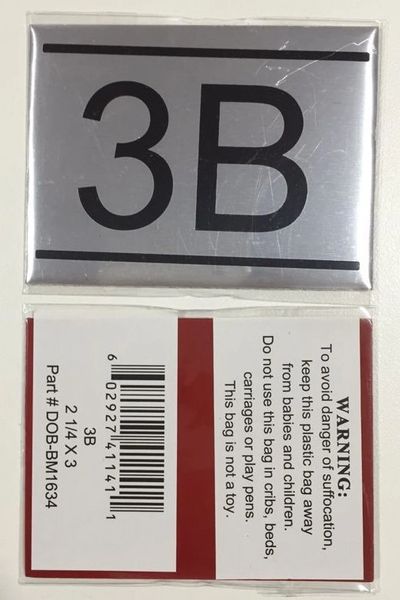 3B
WARNING:
To avoid danger of suffocation,
keep this plastic bag away
from babies and children.
Do not use this bag in cribs, beds,
carriages or play pens.
This bag is not a toy.
6 02927 41141 1
3B
2 1/4 X 3
Part # DOB-BM1634